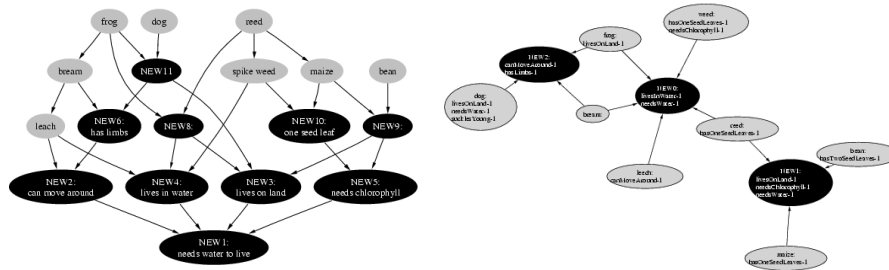 frog
dog
reed
bream
NEW11
spike weed
maize
bean
leach
NEW6:
has limbs
NEW8:
NEW10:
one seed leaf
NEW9:
NEW2:
can move around
NEW4:
lives in water
NEW3:
lives on land
NEW5:
needs chlorophyll
NEW1:
needs water to live
weed:
hasOneSeedLeaves-1
needsChlorophyll-1
frog:
livesOnLand-1
NEW2:
canMoveAround-1
has Limbs-1
dog:
livesOnLand-1
needsWater-1
sucklesYoung-1
bream:
NEW0:
livesInWater-1
needsWater-1
reed:
hasOneSeedLeaves-1
leech:
canMoveAround-1
bean:
hasTwoSeedLeaves-1
NEW1:
livesOnLand-1
needsChlorophyll-1
needsWater-1
maize:
hasOneSeedLeaves-1